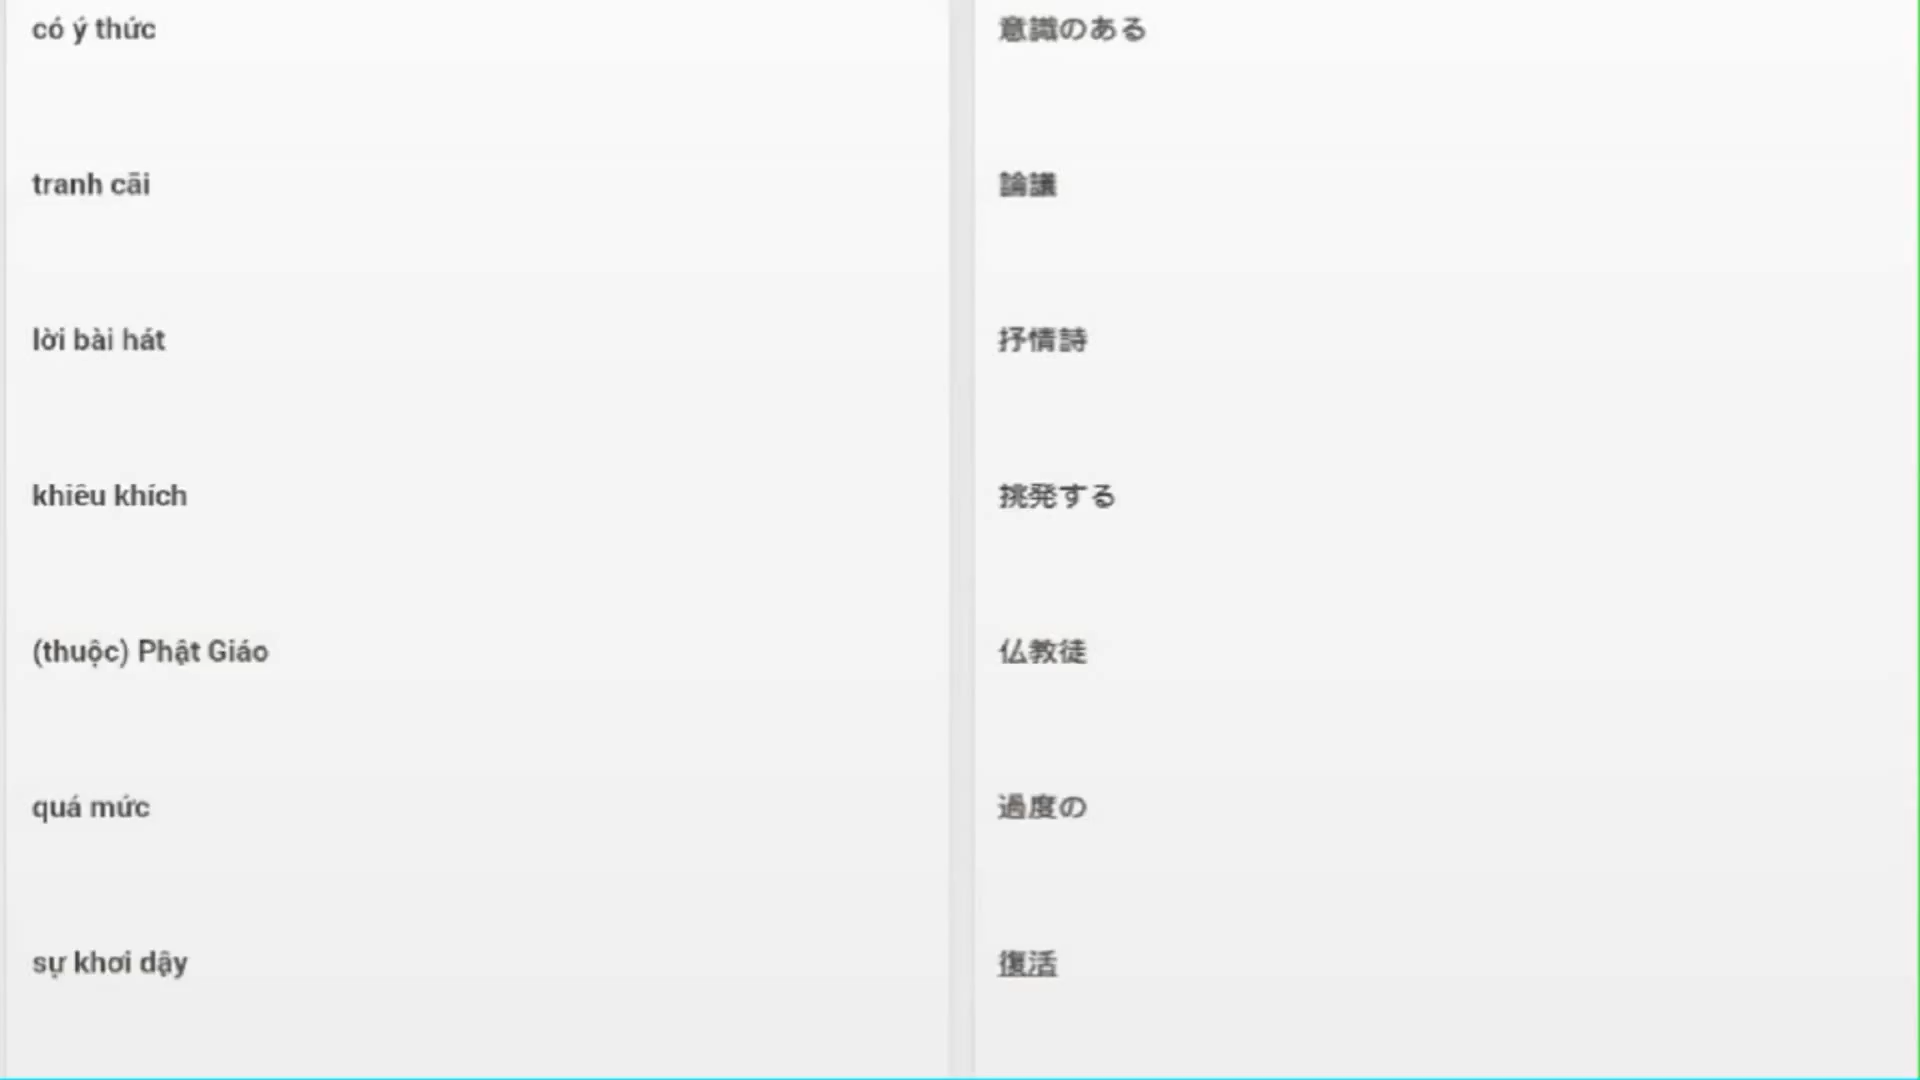 có ý thức
意識のある
tranh cãi
論議
lời bài hát
抒情詩
khiêu khích
挑発する
(thuộc) Phật Giáo
仏教徒
quá mức
過度の
sự khơi dậy
復活